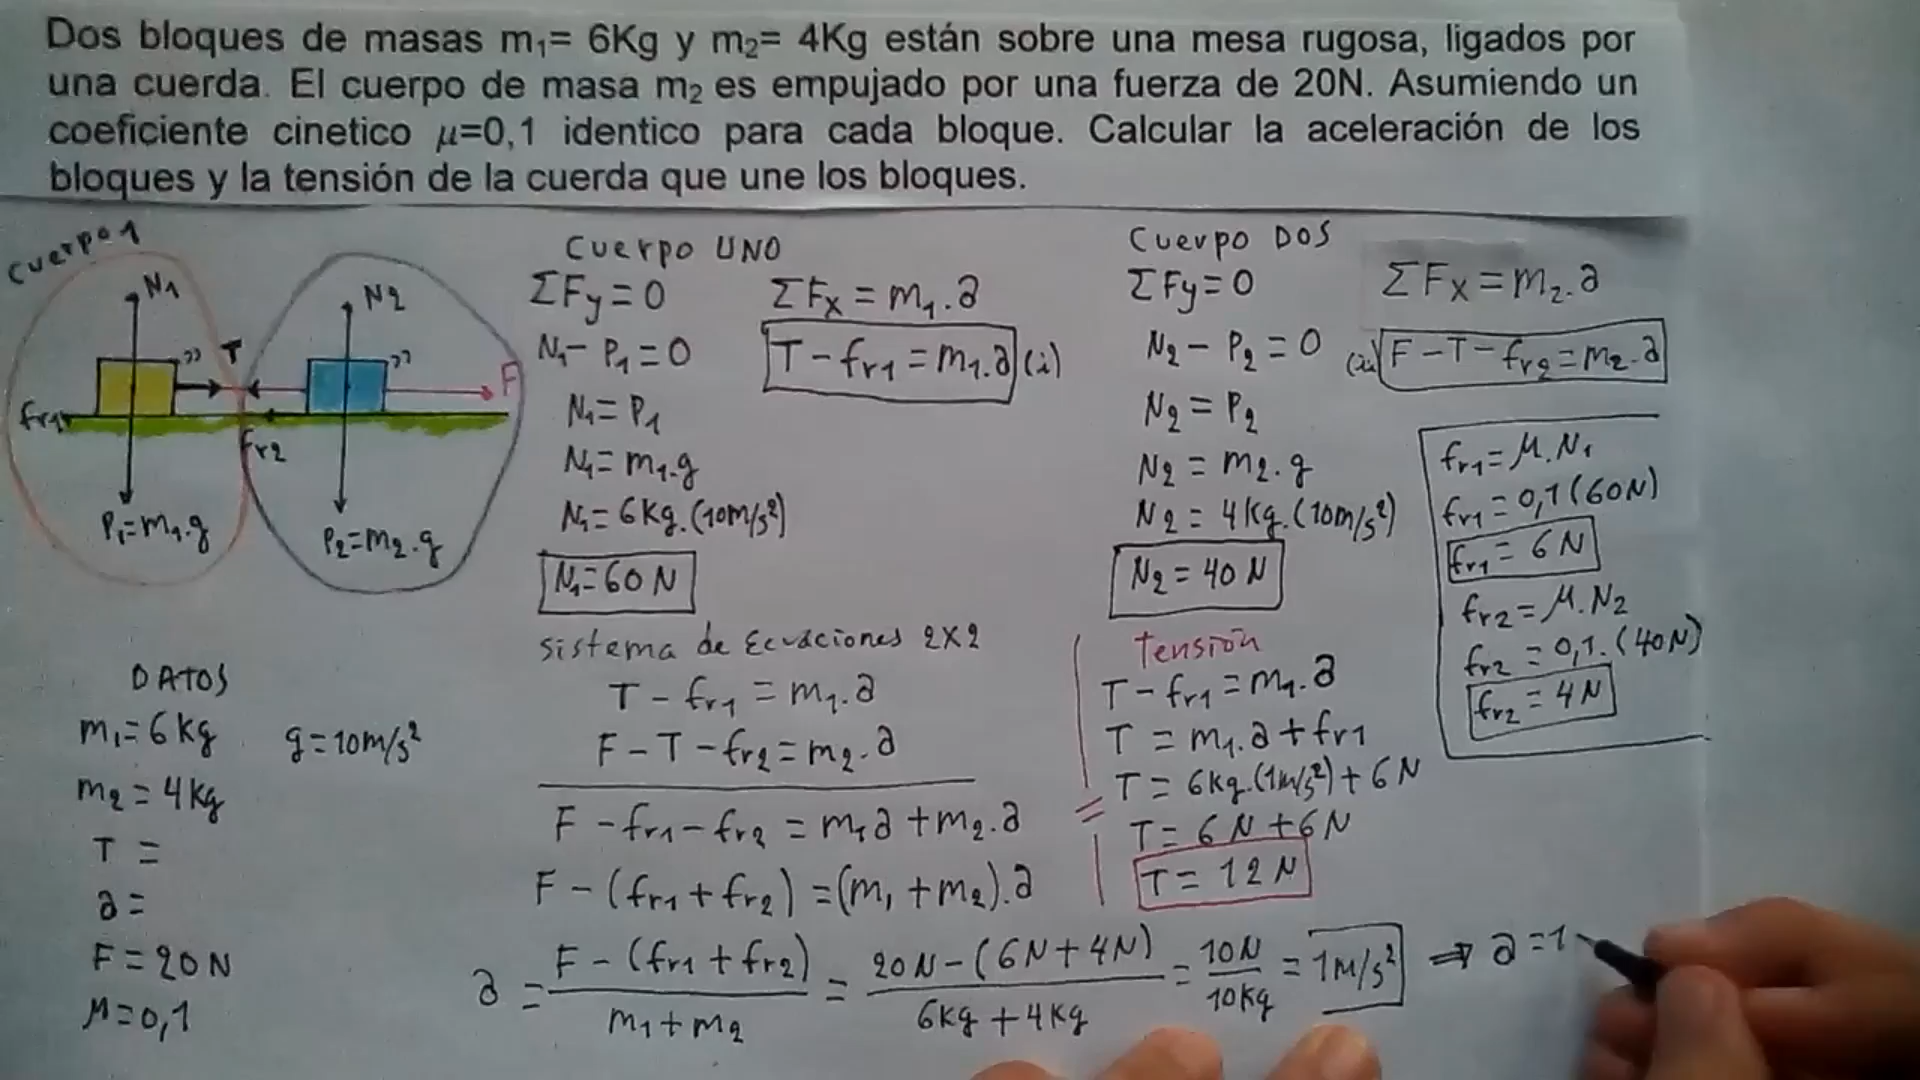 Dos bloques de masas m₁= 6Kg y m₂= 4Kg están sobre una mesa rugosa, ligados por
una cuerda. El cuerpo de masa m₂ es empujado por una fuerza de 20N. Asumiendo un
coeficiente cinetico μ=0,1 identico para cada bloque. Calcular la aceleración de los
bloques y la tensión de la cuerda que une los bloques.
Cuerpo 1
N₁
N₂
T
F
fr₁
fr₂
P₁=m₁.g
P₂=m₂.g
DATOS
m₁=6kg
g=10m/s²
m₂=4kg
T =
a=
F=20N
μ=0,1
Cuerpo UNO
ΣFy=0
N₁-P₁=0
N₁=P₁
N₁=m₁.g
N₁=6kg.(10m/s²)
N₁=60N
ΣFx=m₁.a
T-fr₁=m₁.a (i)
Cuerpo DOS
ΣFy=0
N₂-P₂=0
N₂=P₂
N₂=m₂.g
N₂=4kg.(10m/s²)
N₂=40N
ΣFx=m₂.a
(ii) F-T-fr₂=m₂.a
fr₁=μ.N₁
fr₁=0,1(60N)
fr₁=6N
fr₂=μ.N₂
fr₂=0,1.(40N)
fr₂=4N
sistema de Ecuaciones 2x2
T-fr₁=m₁.a
F-T-fr₂=m₂.a
F-fr₁-fr₂=m₁a+m₂.a
F-(fr₁+fr₂)=(m₁+m₂).a
Tensión
T-fr₁=m₁.a
T=m₁.a+fr₁
T=6kg.(1m/s²)+6N
T=6N+6N
T=12N
a = F-(fr₁+fr₂) / m₁+m₂ = 20N-(6N+4N) / 6kg+4kg = 10N / 10kg = 1m/s² ⇒ a=1